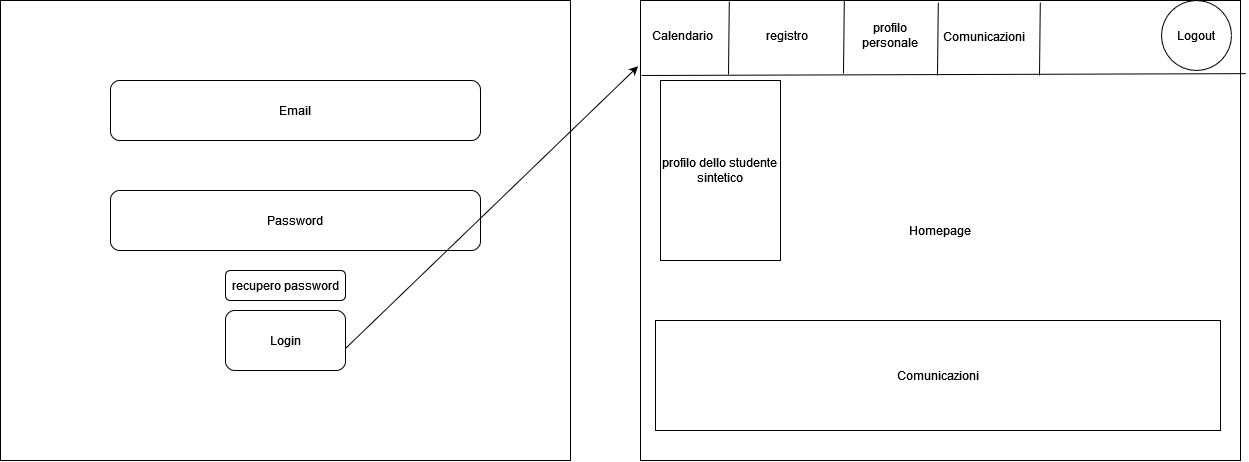 Email
Password
recupero password
Login
Calendario
registro
profilo
personale
Comunicazioni
Logout
profilo dello studente
sintetico
Homepage
Comunicazioni